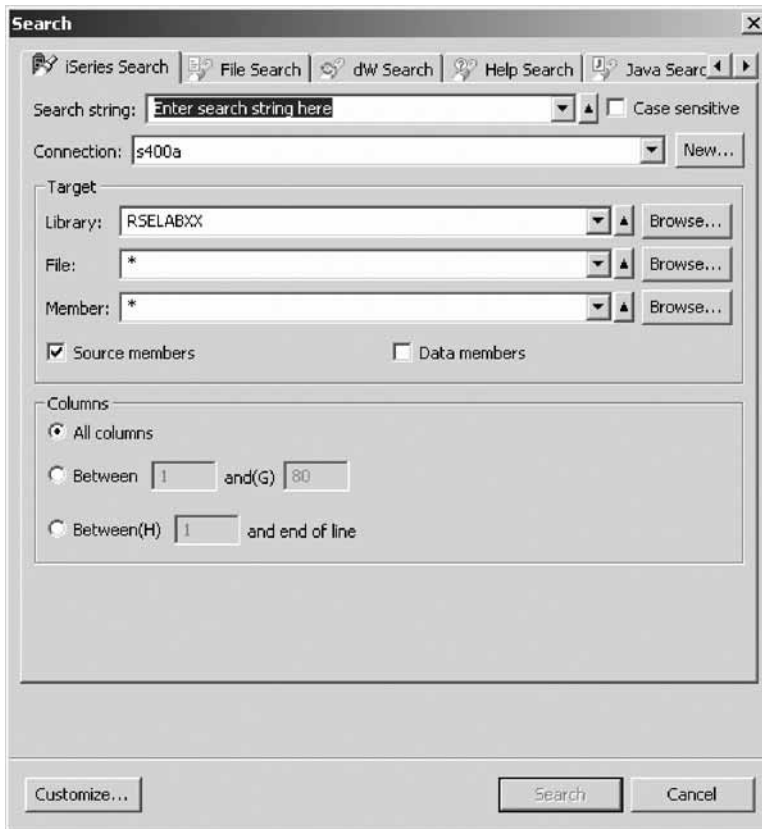 Search
iSeries Search File Search dW Search Help Search Java Searc
Search string: Enter search string here Case sensitive
Connection: s400a New...
Target
Library: RSELABXX Browse...
File: * Browse...
Member: * Browse...
Source members Data members
Columns
All columns
Between 1 and(G) 80
Between(H) 1 and end of line
Customize... Search Cancel